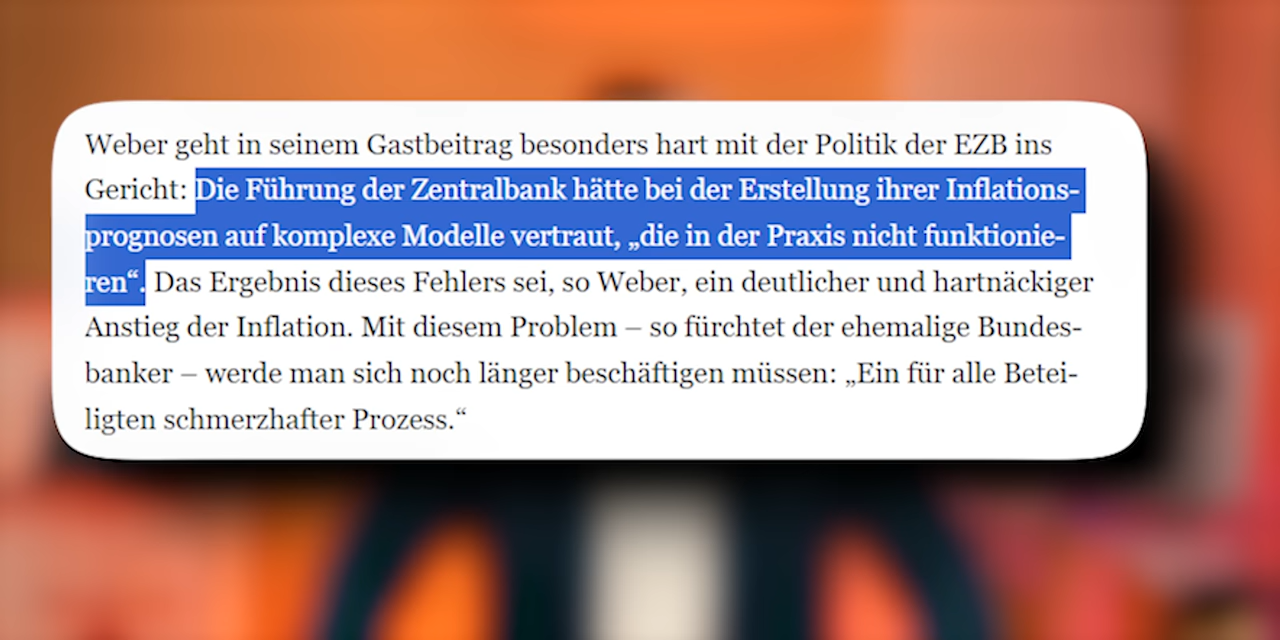 Weber geht in seinem Gastbeitrag besonders hart mit der Politik der EZB ins
Gericht: Die Führung der Zentralbank hätte bei der Erstellung ihrer Inflations-
prognosen auf komplexe Modelle vertraut, „die in der Praxis nicht funktionie-
ren“. Das Ergebnis dieses Fehlers sei, so Weber, ein deutlicher und hartnäckiger
Anstieg der Inflation. Mit diesem Problem – so fürchtet der ehemalige Bundes-
banker – werde man sich noch länger beschäftigen müssen: „Ein für alle Betei-
ligten schmerzhafter Prozess.“